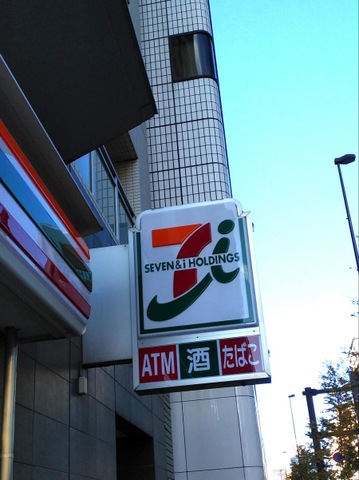 7i
SEVEN & i HOLDINGS
ATM 酒 たばこ